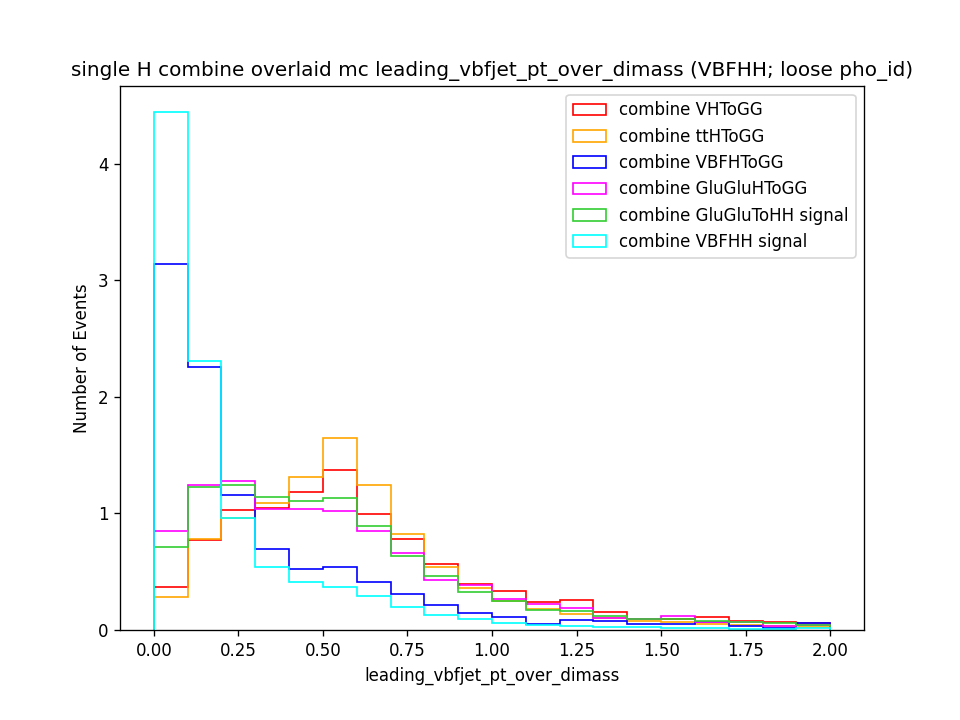 single H combine overlaid mc leading_vbfjet_pt_over_dimass (VBFHH; loose pho_id)
combine VHToGG
combine ttHToGG
combine VBFHToGG
combine GluGluHToGG
combine GluGluToHH signal
combine VBFHH signal
Number of Events
4
3
2
1
0
0.00 0.25 0.50 0.75 1.00 1.25 1.50 1.75 2.00
leading_vbfjet_pt_over_dimass